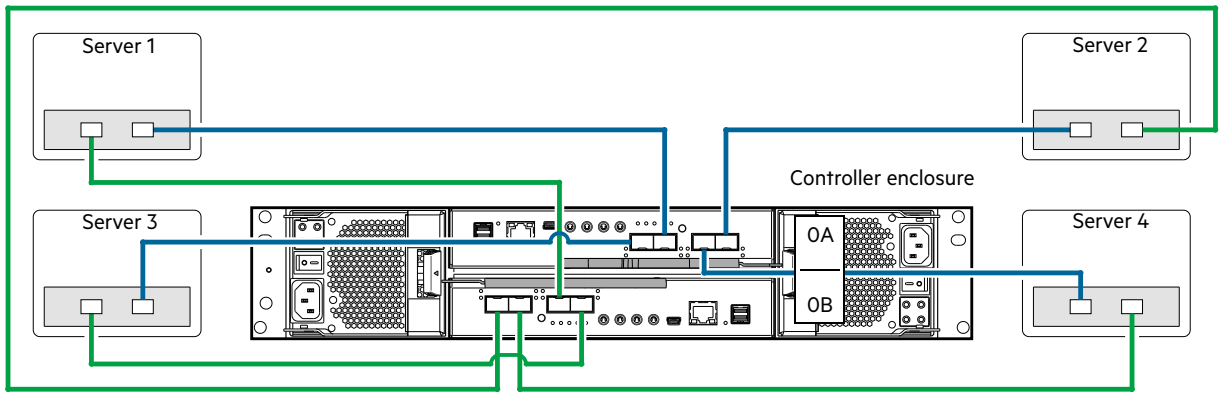 Server 1
Server 2
Controller enclosure
Server 3
Server 4
0A
0B